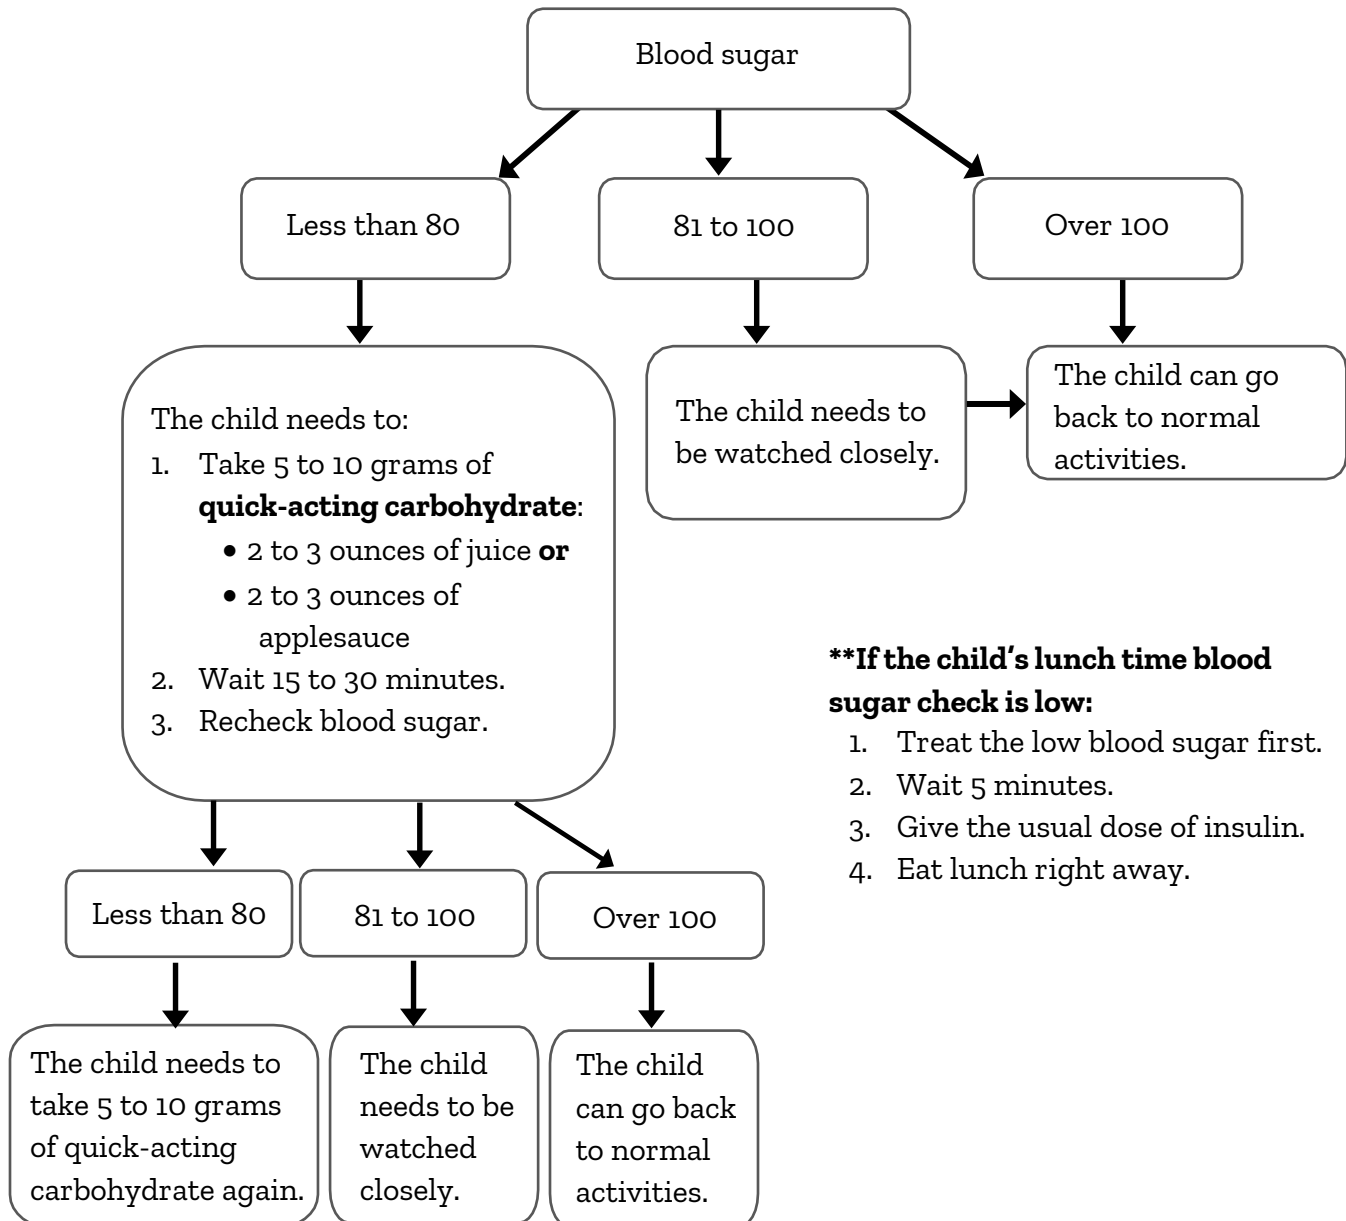 Blood sugar
Less than 80
81 to 100
Over 100
The child needs to:
1. Take 5 to 10 grams of
quick-acting carbohydrate:
• 2 to 3 ounces of juice or
• 2 to 3 ounces of
applesauce
2. Wait 15 to 30 minutes.
3. Recheck blood sugar.
The child needs to
be watched closely.
The child can go
back to normal
activities.
**If the child's lunch time blood
sugar check is low:
1. Treat the low blood sugar first.
2. Wait 5 minutes.
3. Give the usual dose of insulin.
4. Eat lunch right away.
Less than 80
81 to 100
Over 100
The child needs to
take 5 to 10 grams
of quick-acting
carbohydrate again.
The child
needs to be
watched
closely.
The child
can go back
to normal
activities.